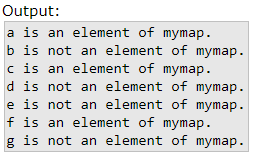 Output:
a is an element of mymap.
b is not an element of mymap.
c is an element of mymap.
d is not an element of mymap.
e is not an element of mymap.
f is an element of mymap.
g is not an element of mymap.